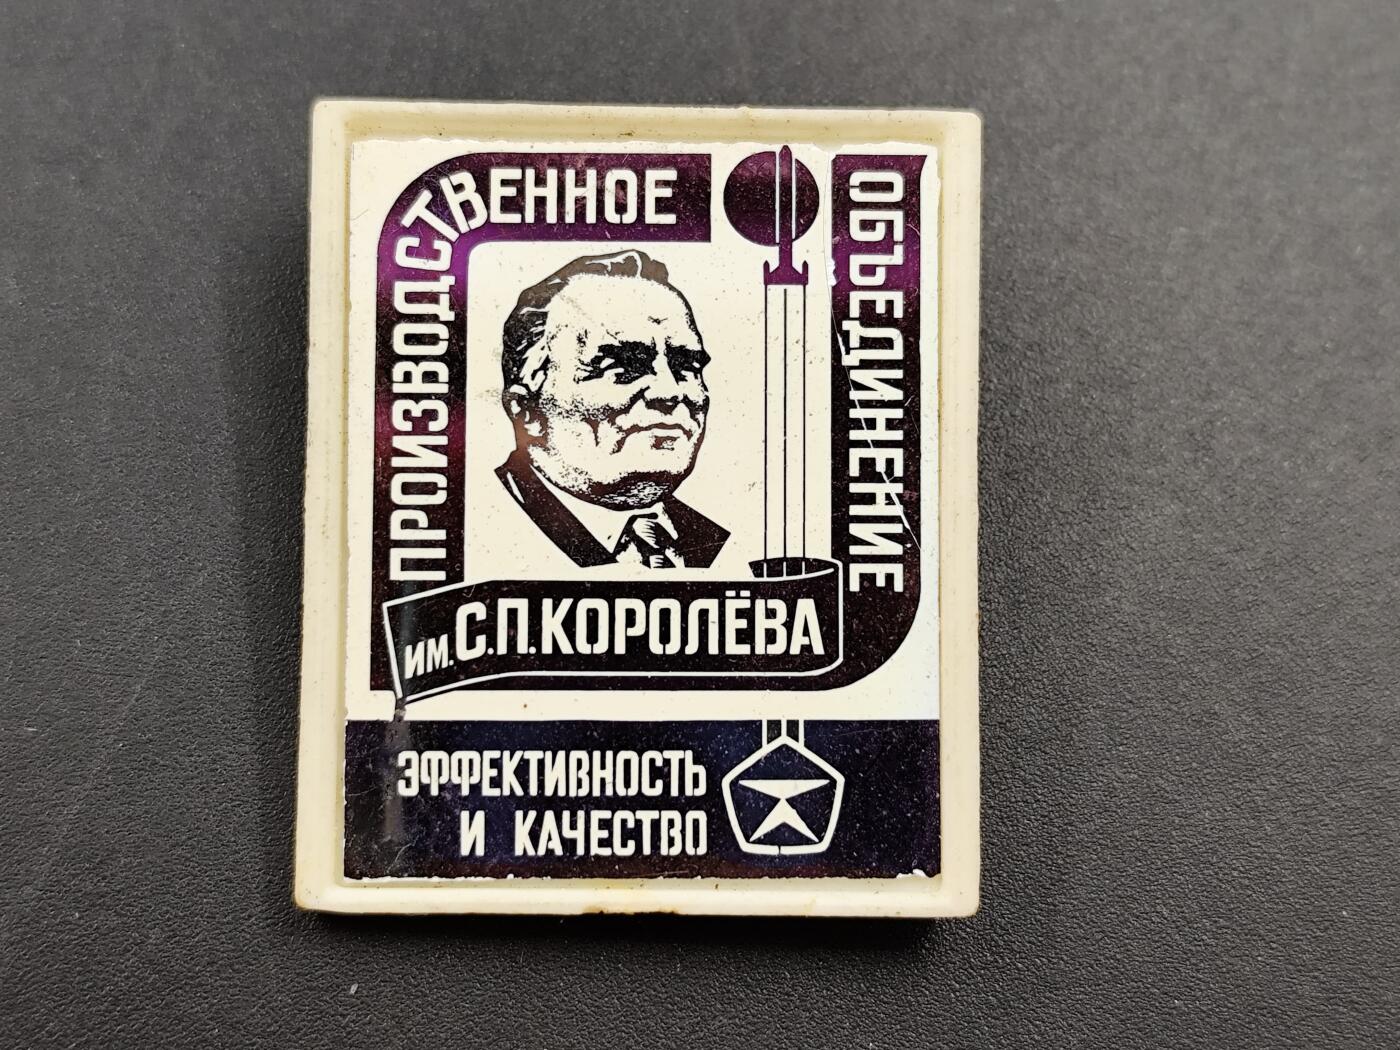 ПРОИЗВОДСТВЕННОЕ
ОБЪЕДИНЕНИЕ
ИМ. С.П.КОРОЛЁВА
ЭФФЕКТИВНОСТЬ
И КАЧЕСТВО